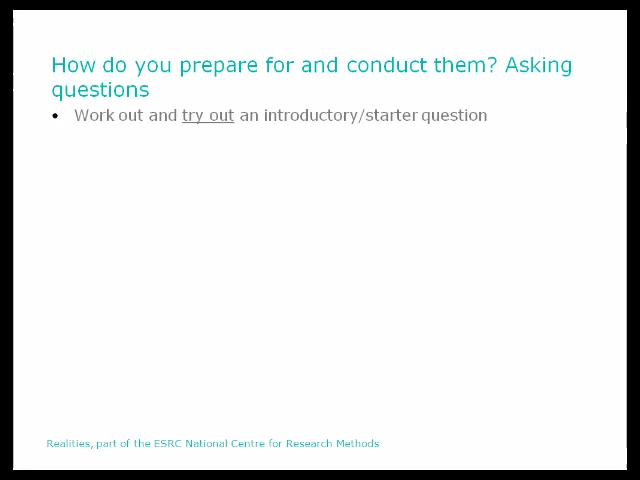 How do you prepare for and conduct them? Asking
questions
• Work out and try out an introductory/starter question
Realities, part of the ESRC National Centre for Research Methods